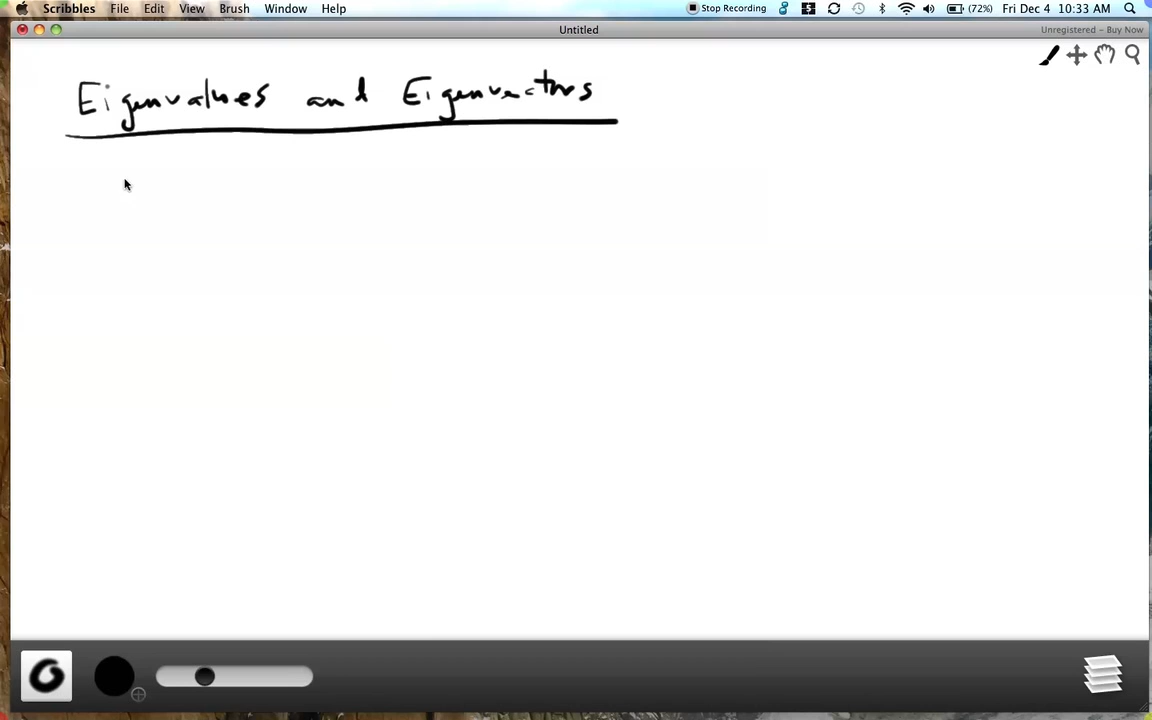 Scribbles File Edit View Brush Window Help Stop Recording (72%) Fri Dec 4 10:33 AM
Untitled Unregistered – Buy Now
Eigenvalues and Eigenvectors